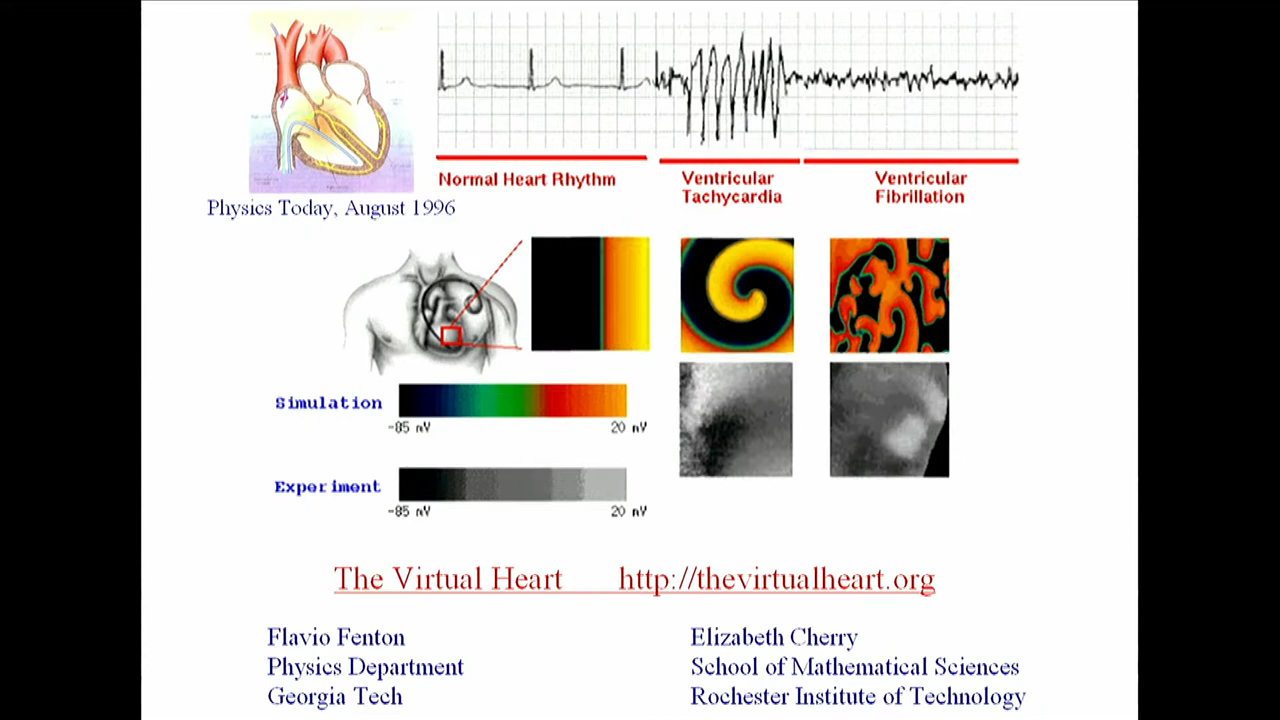 Normal Heart Rhythm
Ventricular
Tachycardia
Ventricular
Fibrillation
Physics Today, August 1996
Simulation
-85 mV
20 mV
Experiment
-85 mV
20 mV
The Virtual Heart http://thevirtualheart.org
Flavio Fenton
Physics Department
Georgia Tech
Elizabeth Cherry
School of Mathematical Sciences
Rochester Institute of Technology